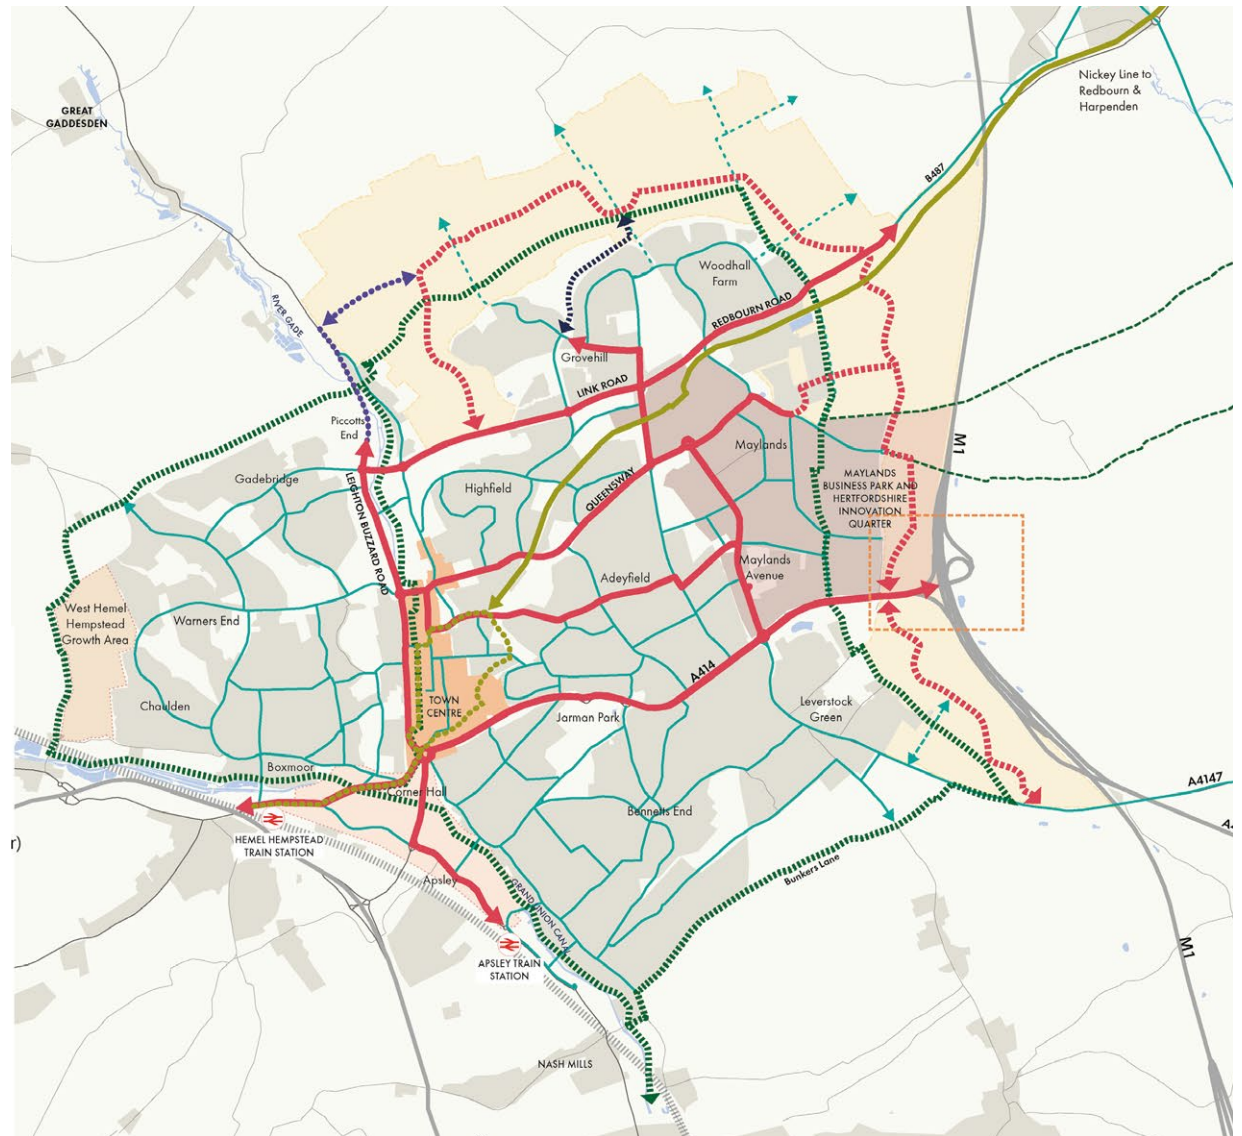 GREAT
GADDESDEN
Nickey Line to
Redbourn &
Harpenden
B487
RIVER GADE
Woodhall
Farm
REDBOURN ROAD
Grovehill
LINK ROAD
Piccotts
End
M1
Gadebridge
LEIGHTON BUZZARD ROAD
Highfield
QUEENSWAY
Maylands
MAYLANDS
BUSINESS PARK AND
HERTFORDSHIRE
INNOVATION
QUARTER
Adeyfield
Maylands
Avenue
West Hemel
Hempstead
Growth Area
Warners End
Chaulden
TOWN
CENTRE
A414
Jarman Park
Leverstock
Green
Boxmoor
Corner Hall
A4147
Bennetts End
r)
HEMEL HEMPSTEAD
TRAIN STATION
Apsley
Bunkers Lane
GRAND UNION CANAL
M1
APSLEY TRAIN
STATION
NASH MILLS